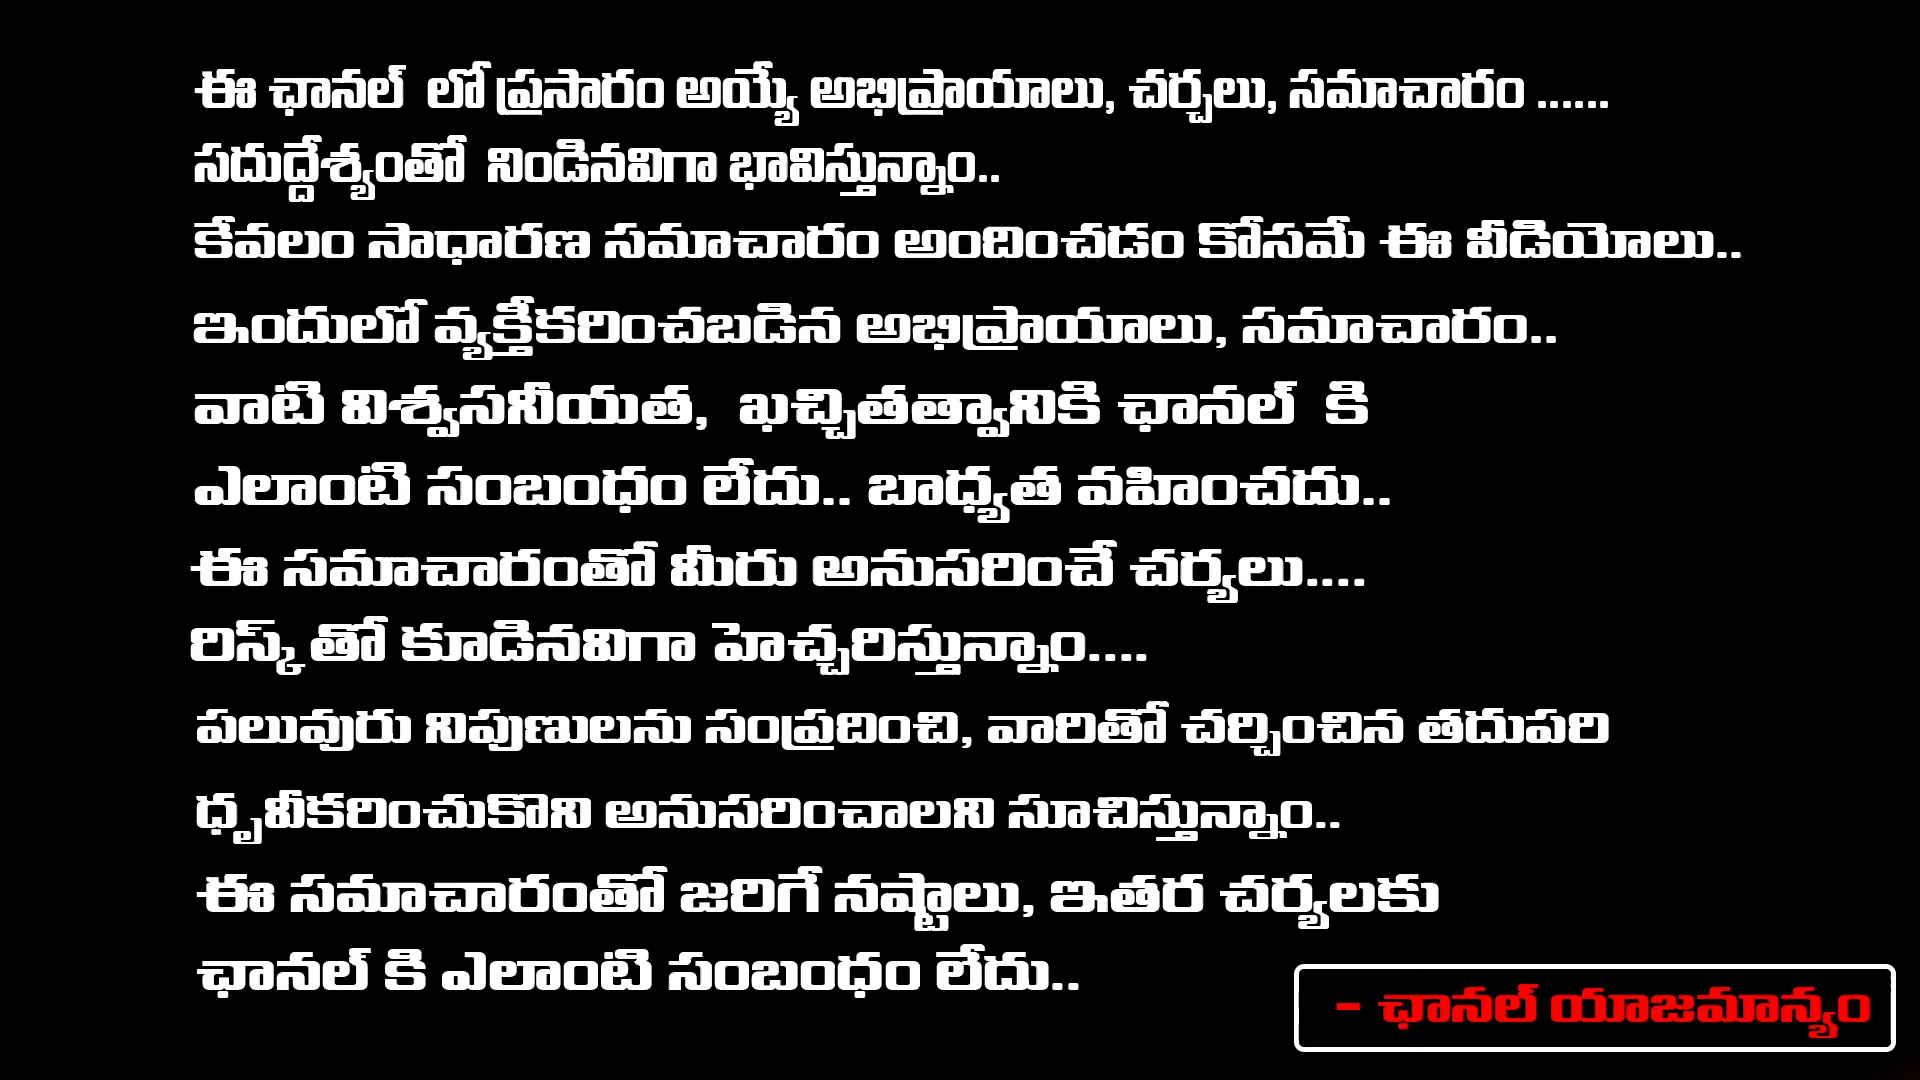 ఈ ఛానల్ లో ప్రసారం అయ్యే అభిప్రాయాలు, చర్చలు, సమాచారం ......
సదుద్దేశ్యంతో నిండినవిగా భావిస్తున్నాం..
కేవలం సాధారణ సమాచారం అందించడం కోసమే ఈ వీడియోలు..
ఇందులో వ్యక్తీకరించబడిన అభిప్రాయాలు, సమాచారం..
వాటి విశ్వసనీయత, ఖచ్చితత్వానికి ఛానల్ కి
ఎలాంటి సంబంధం లేదు.. బాధ్యత వహించదు..
ఈ సమాచారంతో మీరు అనుసరించే చర్యలు....
రిస్క్ తో కూడినవిగా హెచ్చరిస్తున్నాం....
పలువురు నిపుణులను సంప్రదించి, వారితో చర్చించిన తదుపరి
ధృవీకరించుకొని అనుసరించాలని సూచిస్తున్నాం..
ఈ సమాచారంతో జరిగే నష్టాలు, ఇతర చర్యలకు
ఛానల్ కి ఎలాంటి సంబంధం లేదు..
- ఛానల్ యాజమాన్యం